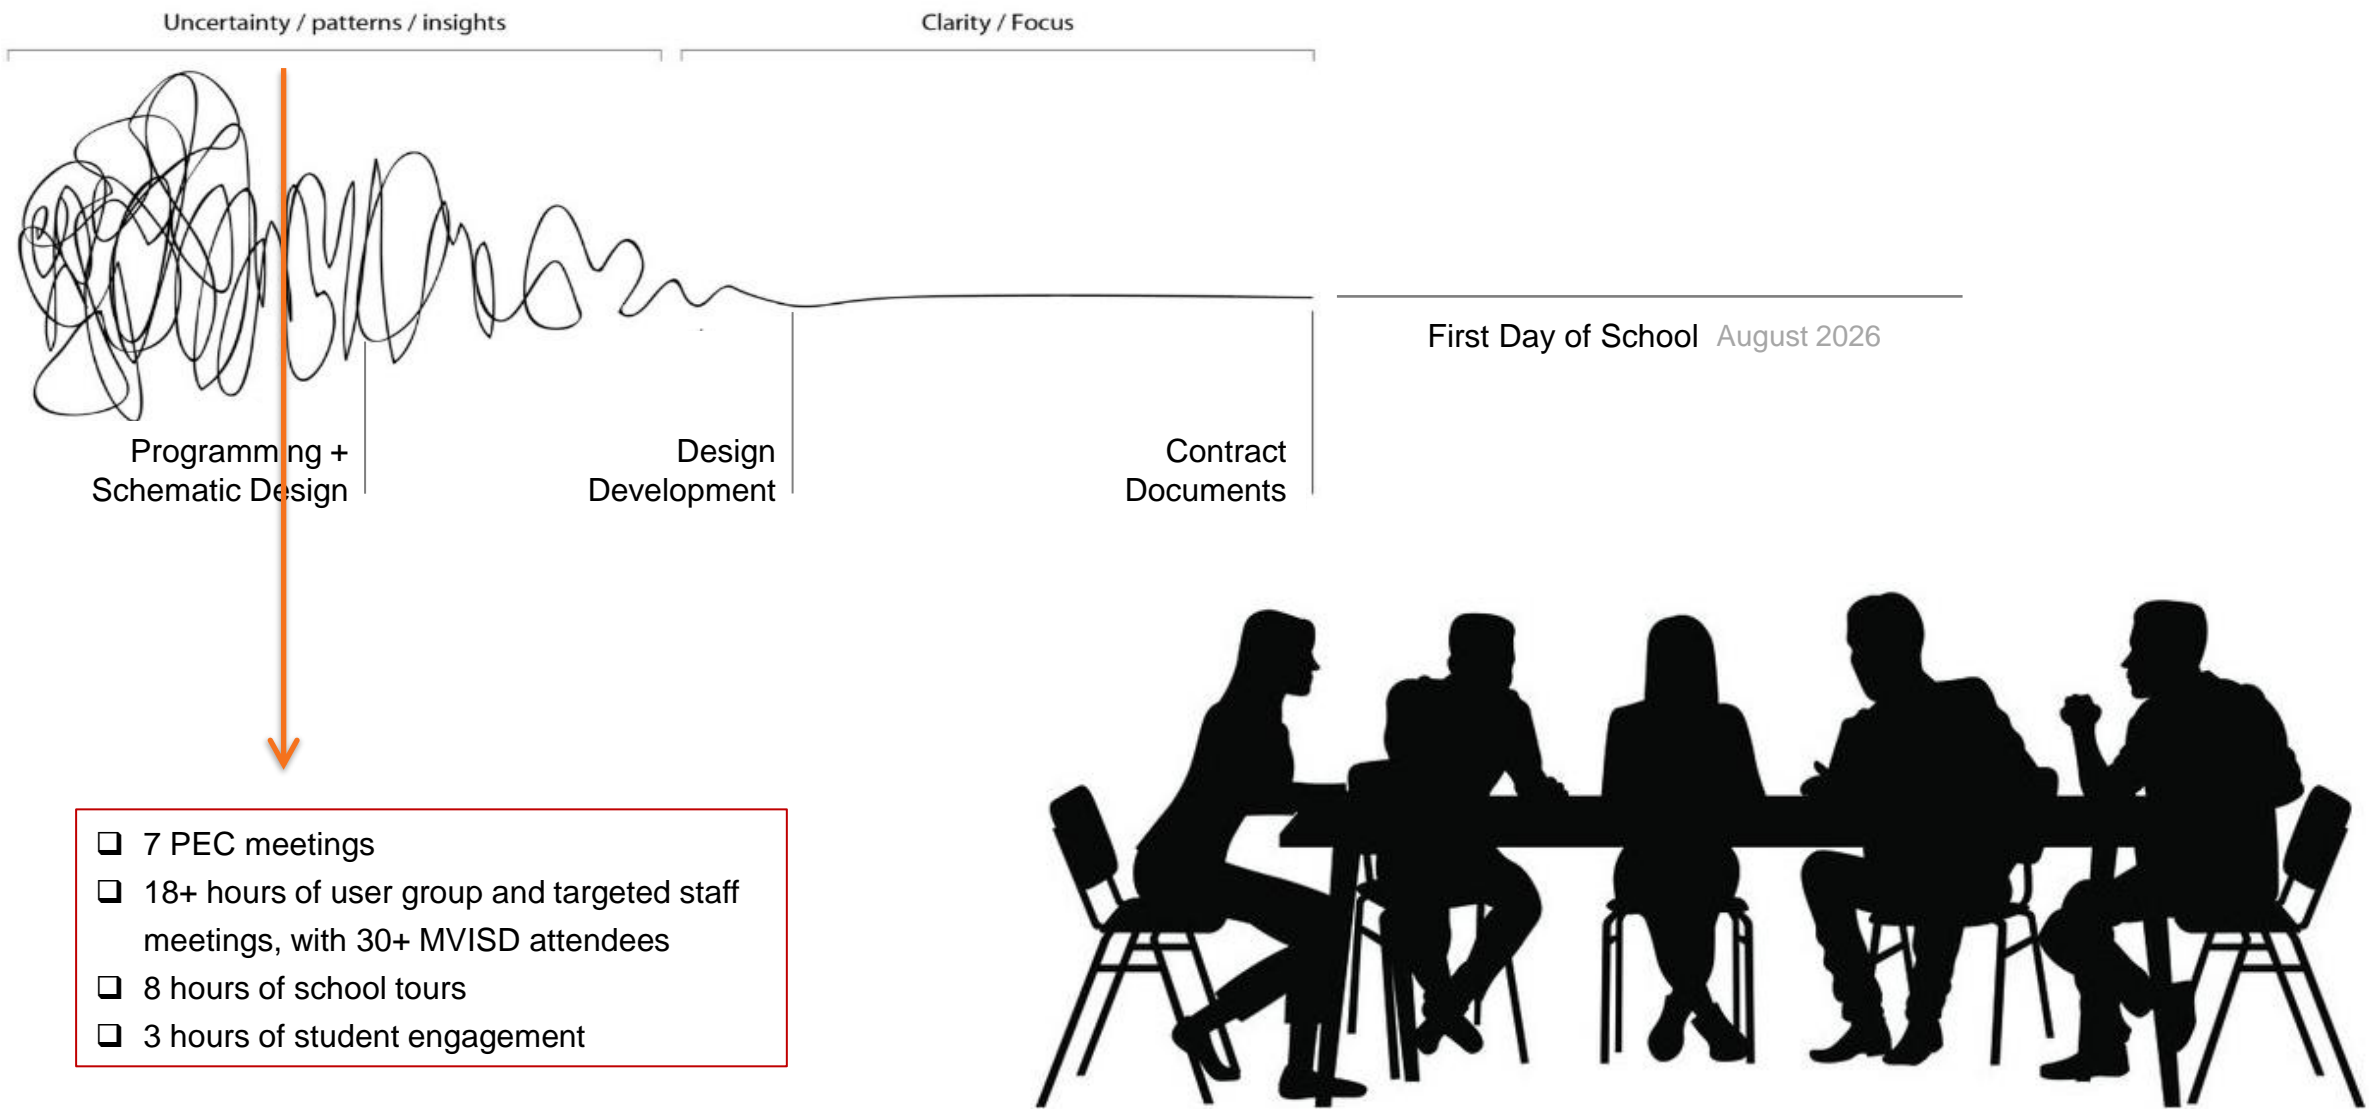 Uncertainty / patterns / insights
Clarity / Focus
First Day of School August 2026
Programming +
Schematic Design
Design
Development
Contract
Documents
❑ 7 PEC meetings
❑ 18+ hours of user group and targeted staff
meetings, with 30+ MVISD attendees
❑ 8 hours of school tours
❑ 3 hours of student engagement